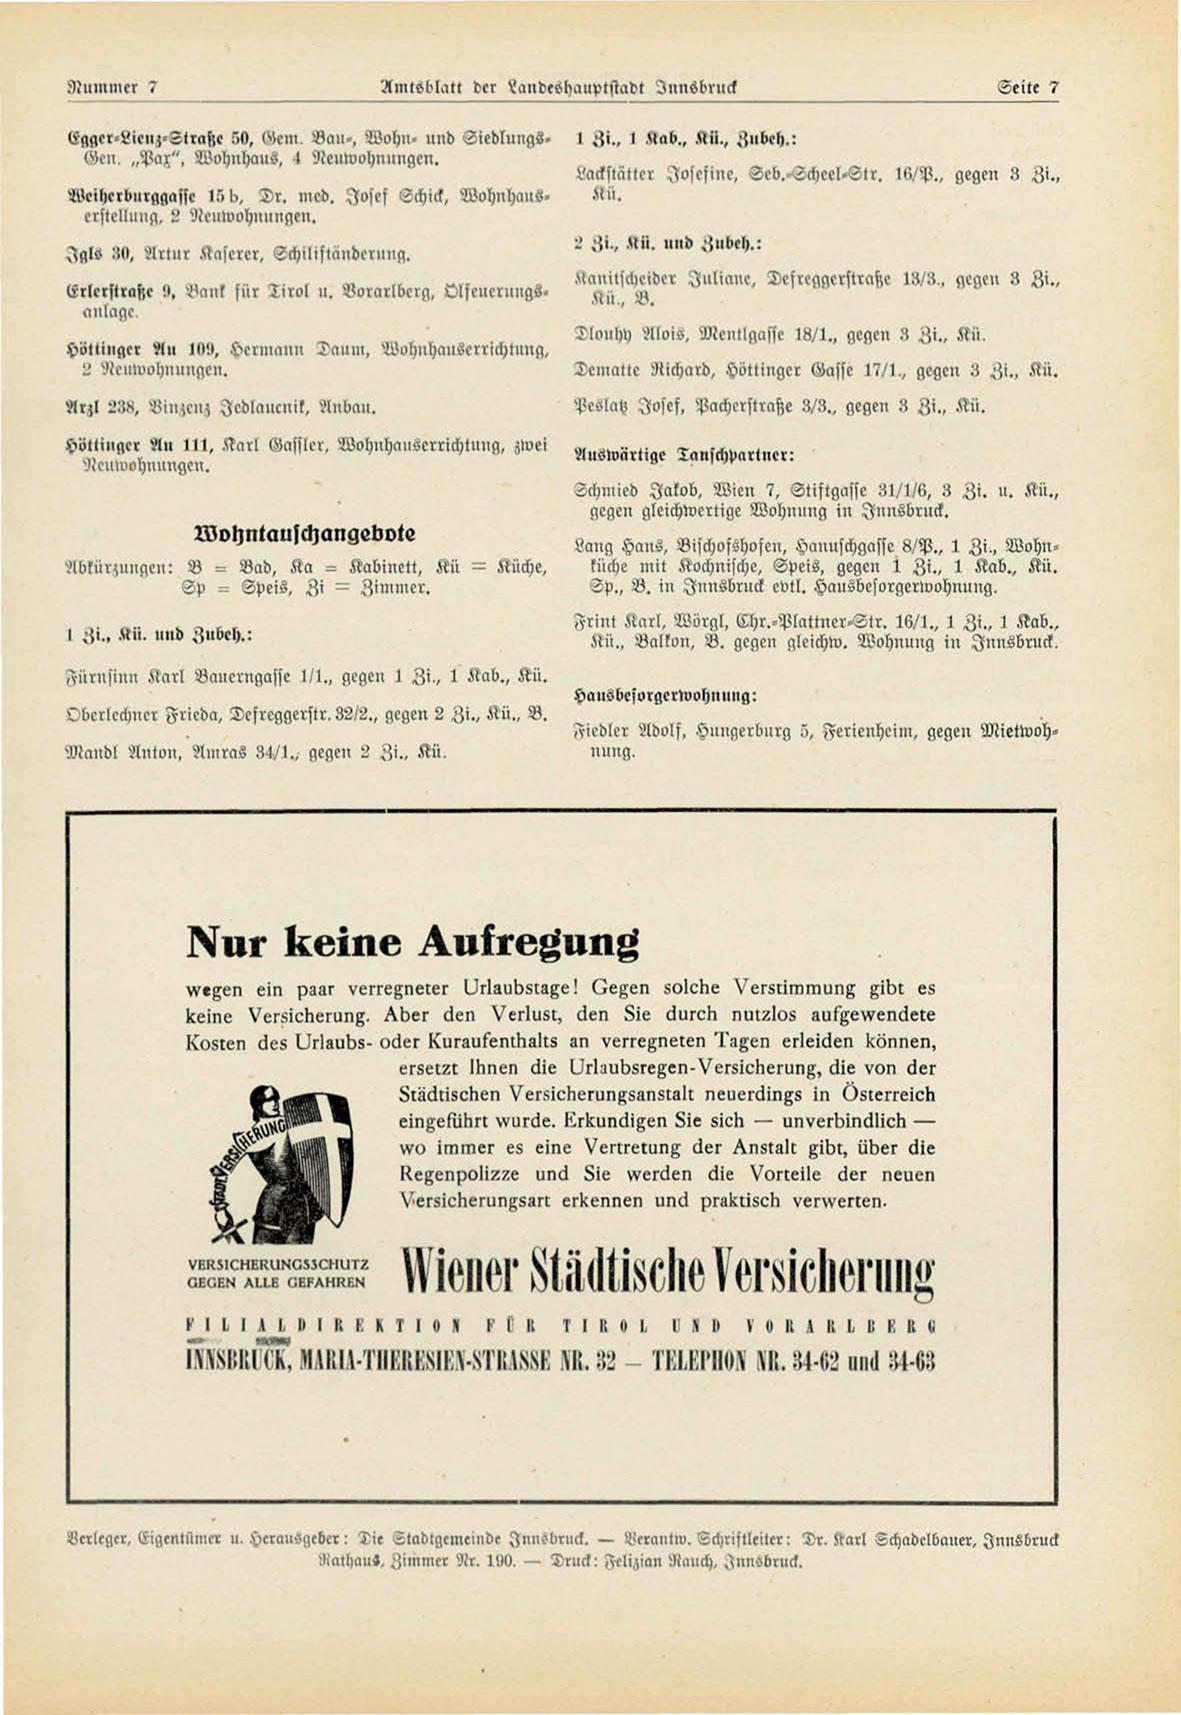 Nummer 7
Amtsblatt der Landeshauptstadt Innsbruck
Seite 7
Egger-Lienz-Straße 50, Gem. Bau-, Wohn- und Siedlungs-
Gen. „Pax“, Wohnhaus, 4 Neuwohnungen.
Weiherburggasse 15 b, Dr. med. Josef Schick, Wohnhaus-
erstellung, 2 Neuwohnungen.
Igls 30, Artur Kaserer, Schiliftänderung.
Erlerstraße 9, Bank für Tirol u. Vorarlberg, Ölfeuerungs-
anlage.
Höttinger Au 109, Hermann Daum, Wohnhauserrichtung,
2 Neuwohnungen.
Arzl 238, Vinzenz Jedlaucnik, Anbau.
Höttinger Au 111, Karl Gassler, Wohnhauserrichtung, zwei
Neuwohnungen.
Wohntauschangebote
Abkürzungen: B = Bad, Ka = Kabinett, Kü = Küche,
Sp = Speis, Zi = Zimmer.
1 Zi., Kü. und Zubeh.:
Fürnsinn Karl Bauerngasse 1/1., gegen 1 Zi., 1 Kab., Kü.
Oberlechner Frieda, Defreggerstr. 32/2., gegen 2 Zi., Kü., B.
Mandl Anton, Amras 34/1., gegen 2 Zi., Kü.
1 Zi., 1 Kab., Kü., Zubeh.:
Lackstätter Josefine, Seb.-Scheel-Str. 16/P., gegen 3 Zi.,
Kü.
2 Zi., Kü. und Zubeh.:
Kanitscheider Juliane, Defreggerstraße 13/3., gegen 3 Zi.,
Kü., B.
Dlouhy Alois, Mentlgasse 18/1., gegen 3 Zi., Kü.
Dematte Richard, Höttinger Gasse 17/1., gegen 3 Zi., Kü.
Peslatz Josef, Pacherstraße 3/3., gegen 3 Zi., Kü.
Auswärtige Tauschpartner:
Schmied Jakob, Wien 7, Stiftgasse 31/1/6, 3 Zi. u. Kü.,
gegen gleichwertige Wohnung in Innsbruck.
Lang Hans, Bischofshofen, Hanuschgasse 8/P., 1 Zi., Wohn-
küche mit Kochnische, Speis, gegen 1 Zi., 1 Kab., Kü.
Sp., B. in Innsbruck evtl. Hausbesorgerwohnung.
Frint Karl, Wörgl, Chr.-Plattner-Str. 16/1., 1 Zi., 1 Kab.,
Kü., Balkon, B. gegen gleichw. Wohnung in Innsbruck.
Hausbesorgerwohnung:
Fiedler Adolf, Hungerburg 5, Ferienheim, gegen Mietwoh-
nung.
Nur keine Aufregung
wegen ein paar verregneter Urlaubstage! Gegen solche Verstimmung gibt es
keine Versicherung. Aber den Verlust, den Sie durch nutzlos aufgewendete
Kosten des Urlaubs- oder Kuraufenthalts an verregneten Tagen erleiden können,
ersetzt Ihnen die Urlaubsregen-Versicherung, die von der
Städtischen Versicherungsanstalt neuerdings in Österreich
eingeführt wurde. Erkundigen Sie sich — unverbindlich —
wo immer es eine Vertretung der Anstalt gibt, über die
Regenpolizze und Sie werden die Vorteile der neuen
Versicherungsart erkennen und praktisch verwerten.
STÄDT. VERSICHERUNG
VERSICHERUNGSSCHUTZ
GEGEN ALLE GEFAHREN
Wiener Städtische Versicherung
FILIALDIREKTION FÜR TIROL UND VORARLBERG
INNSBRUCK, MARIA-THERESIEN-STRASSE NR. 32 — TELEPHON NR. 34-62 und 34-63
Verleger, Eigentümer u. Herausgeber: Die Stadtgemeinde Innsbruck. — Verantw. Schriftleiter: Dr. Karl Schadelbauer, Innsbruck
Rathaus, Zimmer Nr. 190. — Druck: Felizian Rauch, Innsbruck.